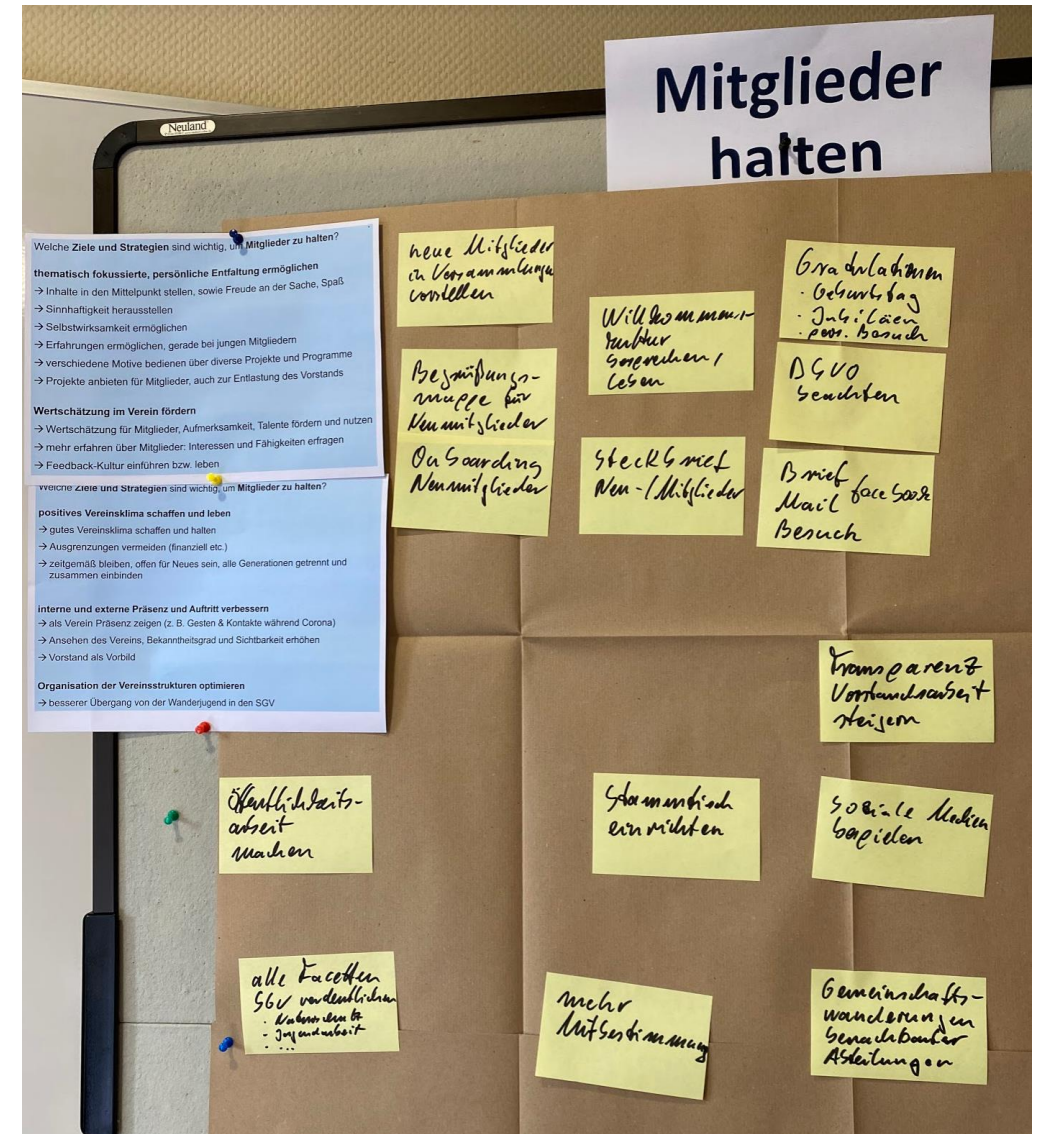 Neuland
Mitglieder
halten
Welche Ziele und Strategien sind wichtig, um Mitglieder zu halten?
thematisch fokussierte, persönliche Entfaltung ermöglichen
→ Inhalte in den Mittelpunkt stellen, sowie Freude an der Sache, Spaß
→ Sinnhaftigkeit herausstellen
→ Selbstwirksamkeit ermöglichen
→ Erfahrungen ermöglichen, gerade bei jungen Mitgliedern
→ verschiedene Motive bedienen über diverse Projekte und Programme
→ Projekte anbieten für Mitglieder, auch zur Entlastung des Vorstands
Wertschätzung im Verein fördern
→ Wertschätzung für Mitglieder, Aufmerksamkeit, Talente fördern und nutzen
→ mehr erfahren über Mitglieder: Interessen und Fähigkeiten erfragen
→ Feedback-Kultur einführen bzw. leben
Welche Ziele und Strategien sind wichtig, um Mitglieder zu halten?
positives Vereinsklima schaffen und leben
→ gutes Vereinsklima schaffen und halten
→ Ausgrenzungen vermeiden (finanziell etc.)
→ zeitgemäß bleiben, offen für Neues sein, alle Generationen getrennt und
zusammen einbinden
interne und externe Präsenz und Auftritt verbessern
→ als Verein Präsenz zeigen (z. B. Gesten & Kontakte während Corona)
→ Ansehen des Vereins, Bekanntheitsgrad und Sichtbarkeit erhöhen
→ Vorstand als Vorbild
Organisation der Vereinsstrukturen optimieren
→ besserer Übergang von der Wanderjugend in den SGV
neue Mitglieder
in Versammlungen
vorstellen
Begrüßungs-
mappe für
Neumitglieder
Onboarding
Neumitglieder
Willkommens-
kultur
besprechen /
leben
Steckbrief
Neu-/Mitglieder
Gratulationen
· Geburtstag
· Jubiläen
· pers. Besuch
DSGVO
beachten
Brief facebook
Mail
Besuch
Transparenz
Vorstandsarbeit
steigern
Öffentlichkeits-
arbeit
machen
Stammtisch
einrichten
soziale Medien
bespielen
alle Facetten
SGV verdeutlichen
· Naturschutz
- Jugendarbeit
- ...
mehr
Mitbestimmung
Gemeinschafts-
wanderungen
benachbarter
Abteilungen